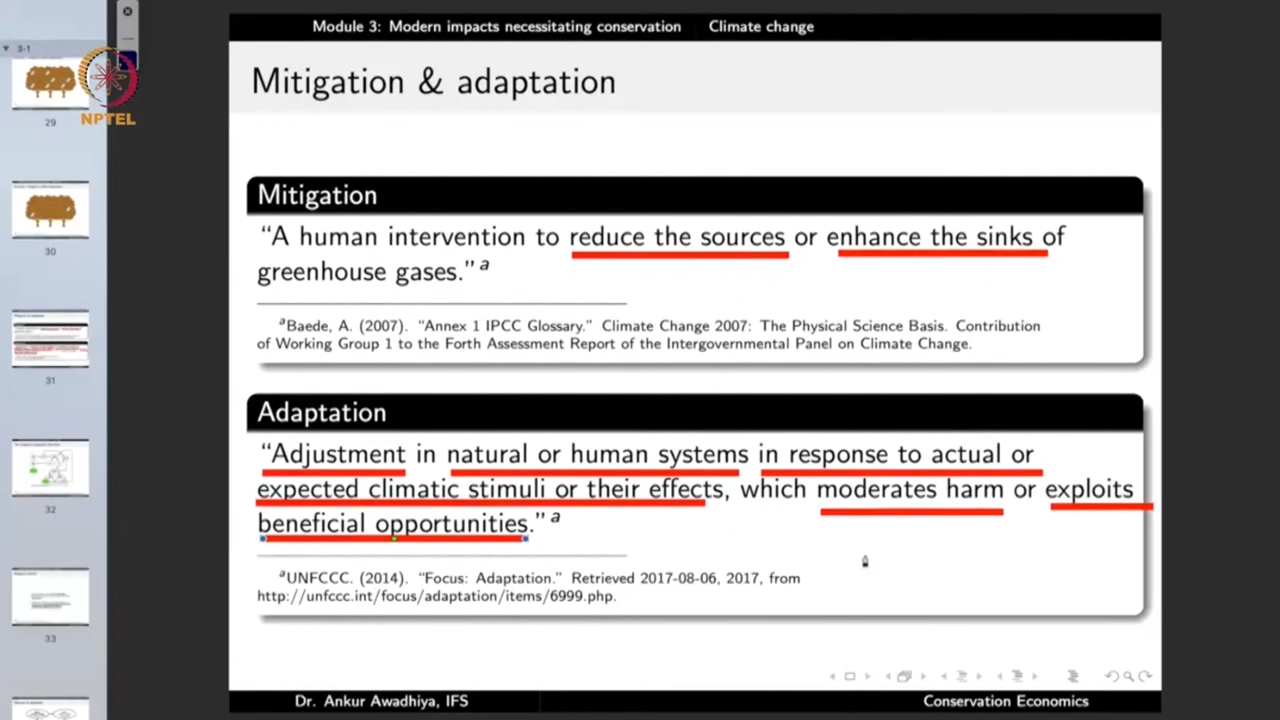 Module 3: Modern impacts necessitating conservation Climate change
3-1
NPTEL
Mitigation & adaptation
29
30
31
32
33
Mitigation
“A human intervention to reduce the sources or enhance the sinks of
greenhouse gases.” a
aBaede, A. (2007). “Annex 1 IPCC Glossary.” Climate Change 2007: The Physical Science Basis. Contribution
of Working Group 1 to the Forth Assessment Report of the Intergovernmental Panel on Climate Change.
Adaptation
“Adjustment in natural or human systems in response to actual or
expected climatic stimuli or their effects, which moderates harm or exploits
beneficial opportunities.” a
aUNFCCC. (2014). “Focus: Adaptation.” Retrieved 2017-08-06, 2017, from
http://unfccc.int/focus/adaptation/items/6999.php.
Dr. Ankur Awadhiya, IFS Conservation Economics